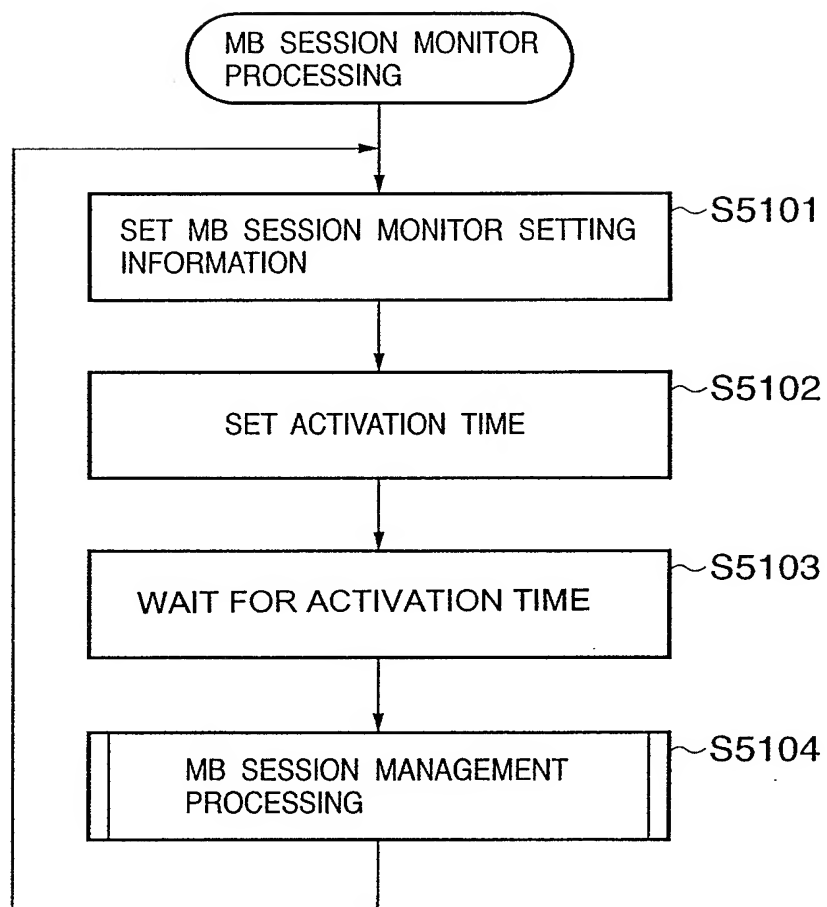 MB SESSION MONITOR
PROCESSING
SET MB SESSION MONITOR SETTING
INFORMATION
S5101
SET ACTIVATION TIME
S5102
WAIT FOR ACTIVATION TIME
S5103
MB SESSION MANAGEMENT
PROCESSING
S5104